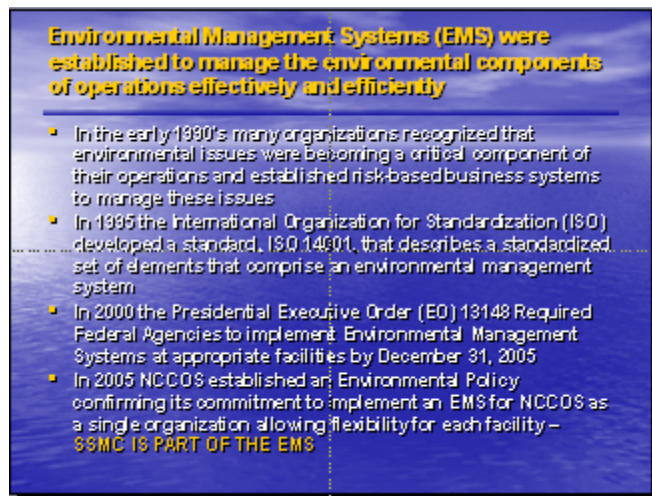 Environmental Management Systems (EMS) were
established to manage the environmental components
of operations effectively and efficiently
In the early 1990's many organizations recognized that
environmental issues were becoming a critical component of
their operations and established risk-based business systems
to manage these issues
In 1995 the International Organization for Standardization (ISO)
developed a standard, ISO 14001, that describes a standardized
set of elements that comprise an environmental management
system
In 2000 the Presidential Executive Order (EO) 13148 Required
Federal Agencies to implement Environmental Management
Systems at appropriate facilities by December 31, 2005
In 2005 NCCOS established an Environmental Policy
confirming its commitment to implement an EMS for NCCOS as
a single organization allowing flexibility for each facility –
SSMC IS PART OF THE EMS